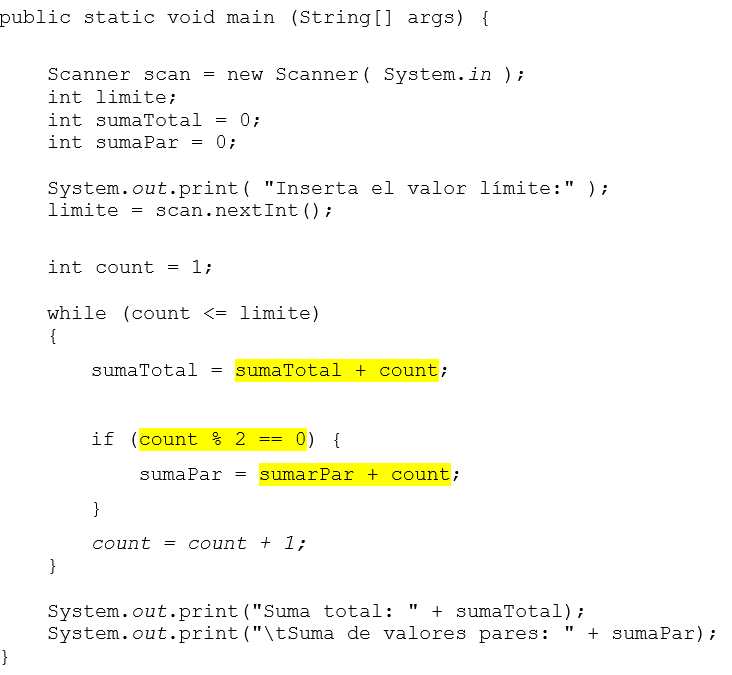 public static void main (String[] args) {
Scanner scan = new Scanner( System.in );
int limite;
int sumaTotal = 0;
int sumaPar = 0;
System.out.print( "Inserta el valor límite:" );
limite = scan.nextInt();
int count = 1;
while (count <= limite)
{
sumaTotal = sumaTotal + count;
if (count % 2 == 0) {
sumaPar = sumarPar + count;
}
count = count + 1;
}
System.out.print("Suma total: " + sumaTotal);
System.out.print("\tSuma de valores pares: " + sumaPar);
}